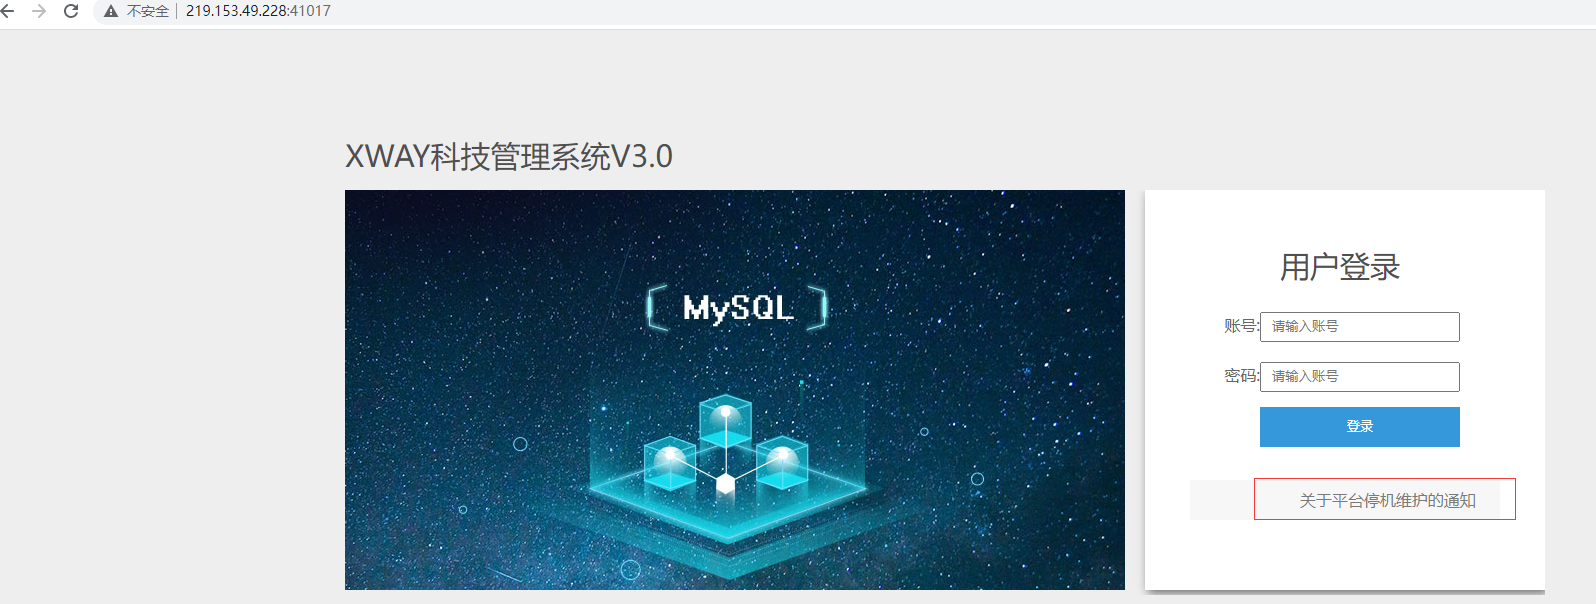 不安全 219.153.49.228:41017
XWAY科技管理系统V3.0
MySQL
用户登录
账号: 请输入账号
密码: 请输入账号
登录
关于平台停机维护的通知